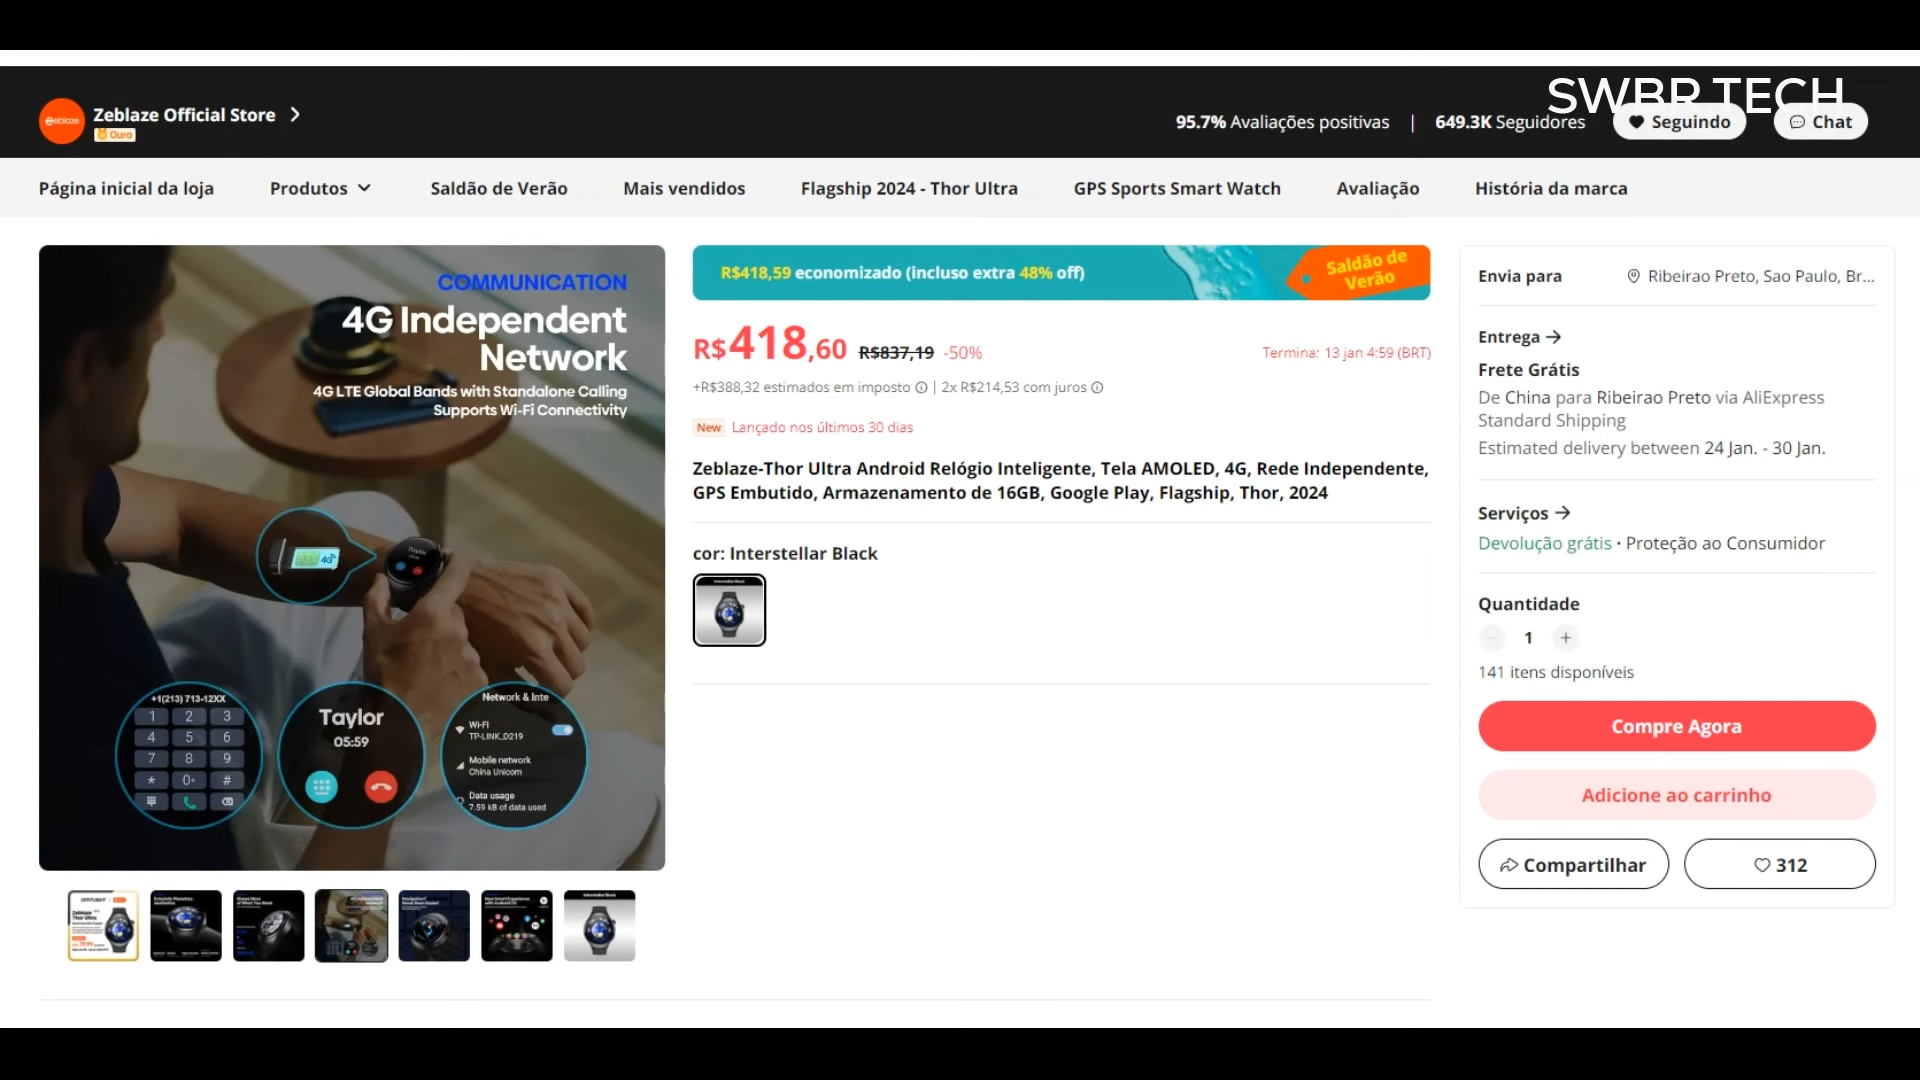 SWBR TECH
eeblaze
Zeblaze Official Store
Ouro
95.7% Avaliações positivas | 649.3K Seguidores
Seguindo
Chat
Página inicial da loja
Produtos
Saldão de Verão
Mais vendidos
Flagship 2024 - Thor Ultra
GPS Sports Smart Watch
Avaliação
História da marca
COMMUNICATION
4G Independent
Network
4G LTE Global Bands with Standalone Calling
Supports Wi-Fi Connectivity
4G
Taylor
+1(213) 713-12XX
1 2 3
4 5 6
7 8 9
* 0+ #
Taylor
05:59
Network & Inte
WI-FI
TP-LINK_D219
Mobile network
China Unicom
Data usage
7.59 kB of data used
R$418,59 economizado (incluso extra 48% off)
Saldão de
Verão
R$418,60 R$837,19 -50%
Termina: 13 jan 4:59 (BRT)
+R$388,32 estimados em imposto | 2x R$214,53 com juros
New Lançado nos últimos 30 dias
Zeblaze-Thor Ultra Android Relógio Inteligente, Tela AMOLED, 4G, Rede Independente,
GPS Embutido, Armazenamento de 16GB, Google Play, Flagship, Thor, 2024
cor: Interstellar Black
Interstellar Black
Envia para
Ribeirao Preto, Sao Paulo, Br...
Entrega
Frete Grátis
De China para Ribeirao Preto via AliExpress
Standard Shipping
Estimated delivery between 24 Jan. - 30 Jan.
Serviços
Devolução grátis · Proteção ao Consumidor
Quantidade
- 1 +
141 itens disponíveis
Compre Agora
Adicione ao carrinho
Compartilhar
312